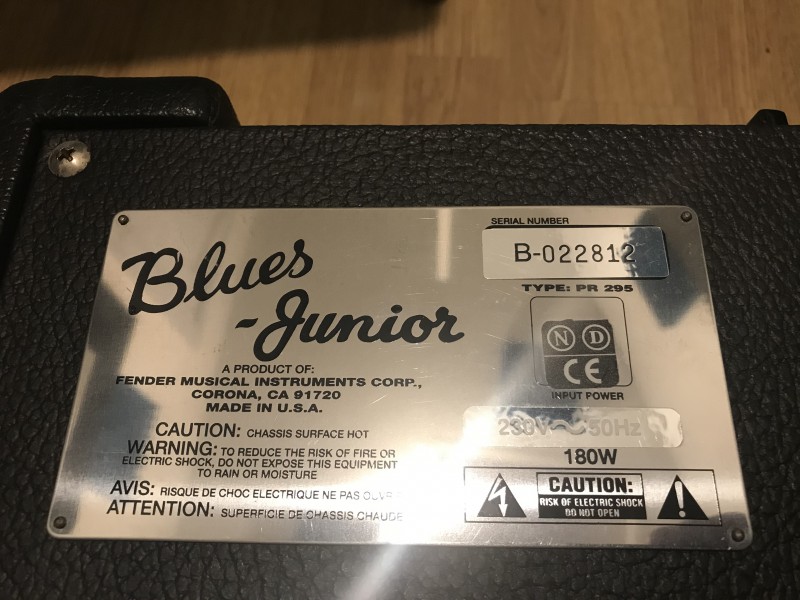 Blues
-Junior
A PRODUCT OF:
FENDER MUSICAL INSTRUMENTS CORP.,
CORONA, CA 91720
MADE IN U.S.A.
CAUTION: CHASSIS SURFACE HOT
WARNING: TO REDUCE THE RISK OF FIRE OR
ELECTRIC SHOCK, DO NOT EXPOSE THIS EQUIPMENT
TO RAIN OR MOISTURE
AVIS: RISQUE DE CHOC ELECTRIQUE NE PAS
ATTENTION: SUPERFICIE DE CHASSIS CHAUDE
SERIAL NUMBER
B-022812
TYPE: PR 295
N D
CE
INPUT POWER
230V~50Hz
180W
CAUTION:
RISK OF ELECTRIC SHOCK
DO NOT OPEN